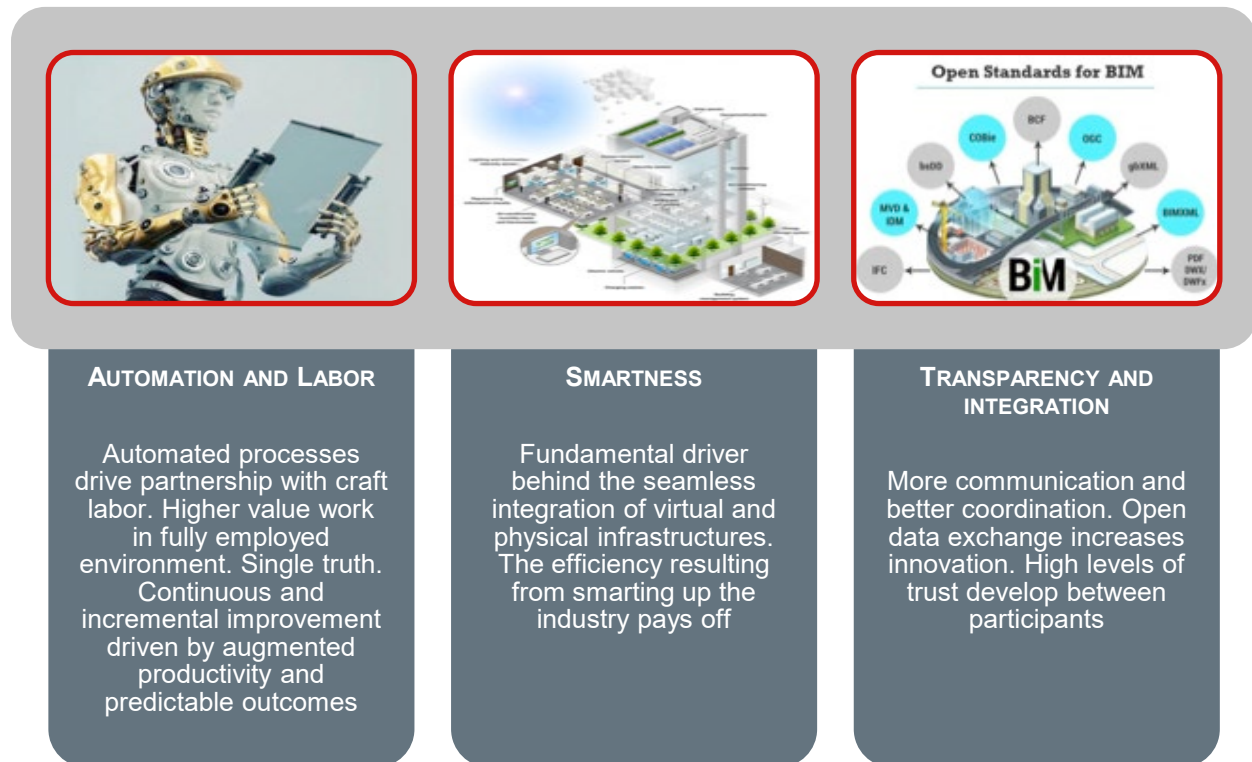 Open Standards for BIM
BCF
COBie
OGC
bsDD
gbXML
MVD &
IDM
BIMXML
IFC
PDF
DWX/
DWFx
BiM
AUTOMATION AND LABOR
Automated processes
drive partnership with craft
labor. Higher value work
in fully employed
environment. Single truth.
Continuous and
incremental improvement
driven by augmented
productivity and
predictable outcomes
SMARTNESS
Fundamental driver
behind the seamless
integration of virtual and
physical infrastructures.
The efficiency resulting
from smarting up the
industry pays off
TRANSPARENCY AND
INTEGRATION
More communication and
better coordination. Open
data exchange increases
innovation. High levels of
trust develop between
participants